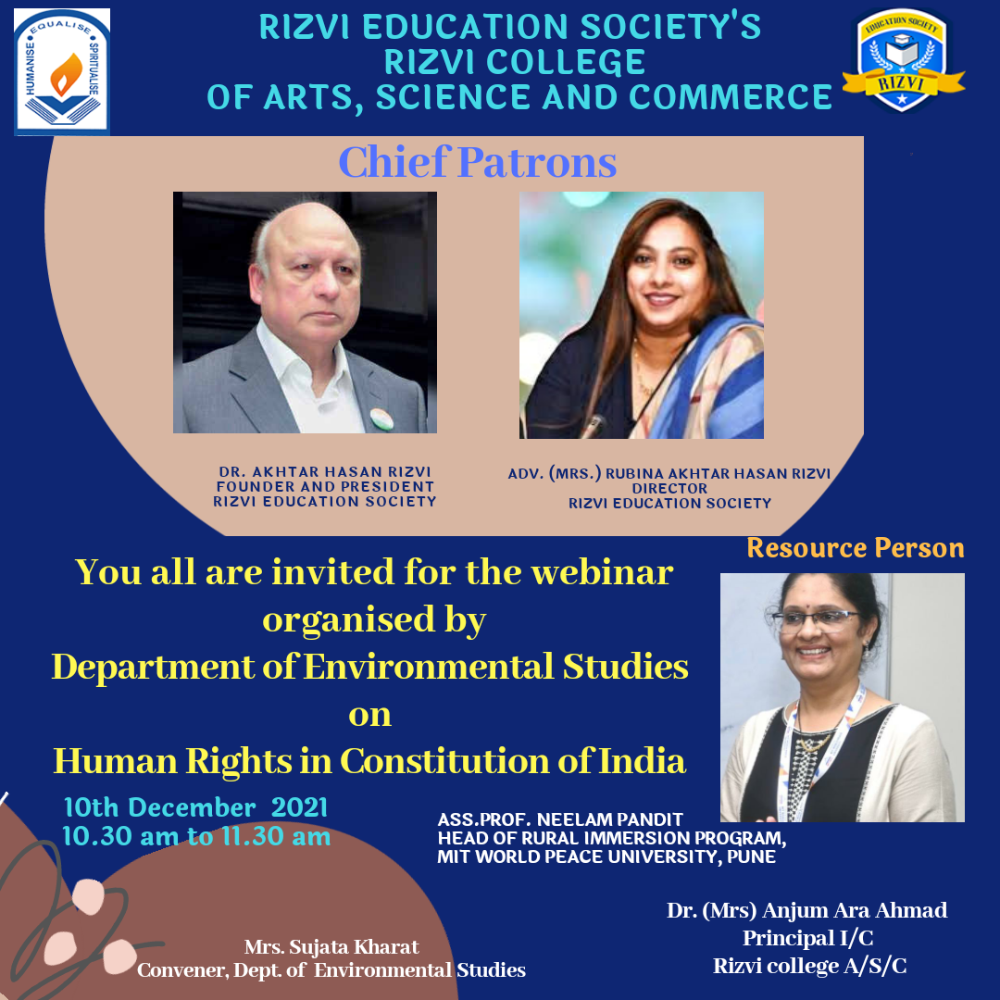 HUMANISE • EQUALISE • SPIRITUALISE
RIZVI EDUCATION SOCIETY'S
RIZVI COLLEGE
OF ARTS, SCIENCE AND COMMERCE
EDUCATION SOCIETY
RIZVI
Chief Patrons
DR. AKHTAR HASAN RIZVI
FOUNDER AND PRESIDENT
RIZVI EDUCATION SOCIETY
ADV. (MRS.) RUBINA AKHTAR HASAN RIZVI
DIRECTOR
RIZVI EDUCATION SOCIETY
You all are invited for the webinar
organised by
Department of Environmental Studies
on
Human Rights in Constitution of India
Resource Person
10th December 2021
10.30 am to 11.30 am
ASS.PROF. NEELAM PANDIT
HEAD OF RURAL IMMERSION PROGRAM,
MIT WORLD PEACE UNIVERSITY, PUNE
Mrs. Sujata Kharat
Convener, Dept. of Environmental Studies
Dr. (Mrs) Anjum Ara Ahmad
Principal I/C
Rizvi college A/S/C